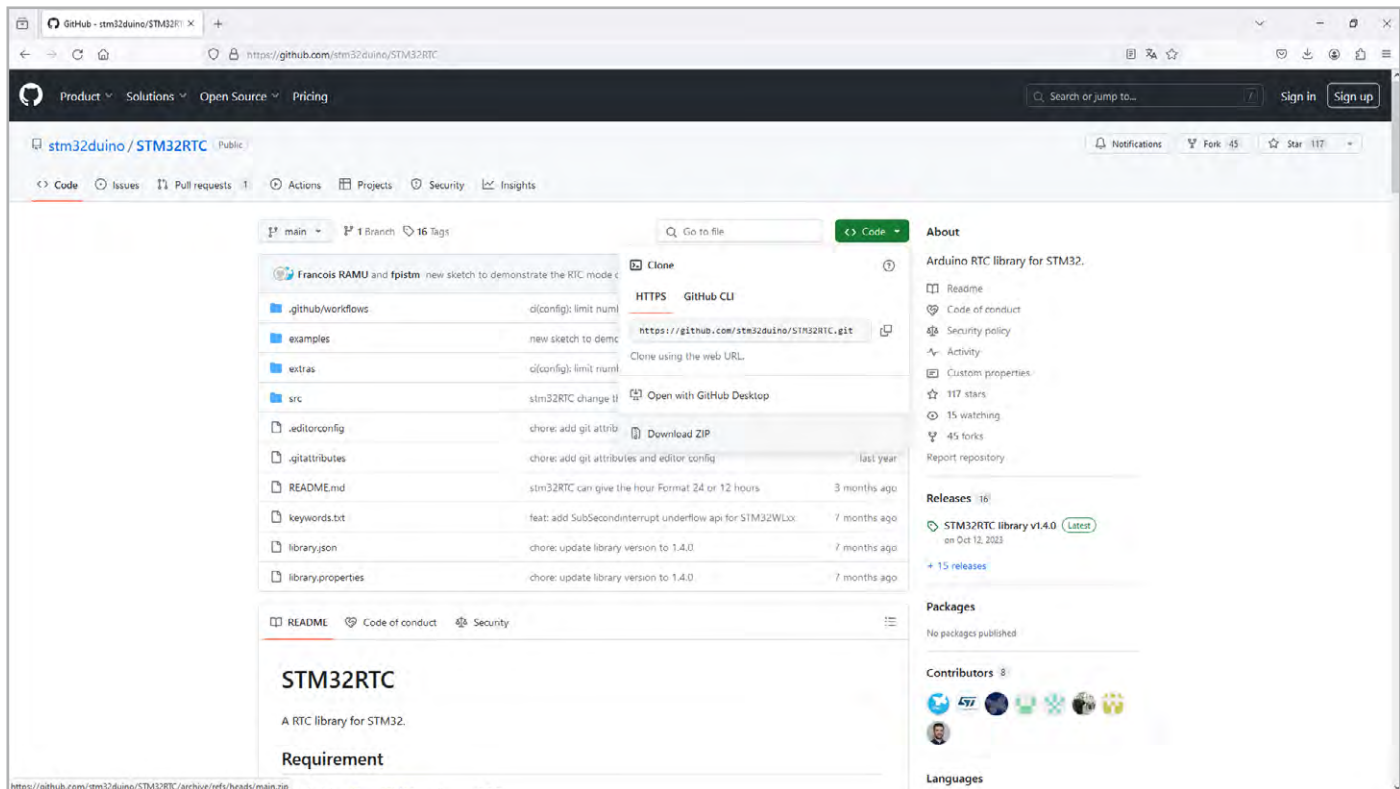 GitHub - stm32duino/STM32RT
https://github.com/stm32duino/STM32RTC
Product Solutions Open Source Pricing
Search or jump to... /
Sign in Sign up
stm32duino / STM32RTC Public
Notifications Fork 45 Star 117
Code Issues Pull requests 1 Actions Projects Security Insights
main 1 Branch 16 Tags Go to file Code
Francois RAMU and fpistm new sketch to demonstrate the RTC mode
.github/workflows ci(config): limit
examples new sketch to
extras ci(config): limit
src stm32RTC change
.editorconfig chore: add git attrib
.gitattributes chore: add git attributes and editor config last year
README.md stm32RTC can give the hour Format 24 or 12 hours 3 months ago
keywords.txt feat: add SubSecondinterrupt underflow api for STM32WLxx 7 months ago
library.json chore: update library version to 1.4.0 7 months ago
library.properties chore: update library version to 1.4.0 7 months ago
Clone
HTTPS GitHub CLI
https://github.com/stm32duino/STM32RTC.git
Clone using the web URL.
Open with GitHub Desktop
Download ZIP
README Code of conduct Security
STM32RTC
A RTC library for STM32.
Requirement
About
Arduino RTC library for STM32.
Readme
Code of conduct
Security policy
Activity
Custom properties
117 stars
15 watching
45 forks
Report repository
Releases 16
STM32RTC library v1.4.0 Latest
on Oct 12, 2023
+ 15 releases
Packages
No packages published
Contributors 8
Languages
https://github.com/stm32duino/STM32RTC/archive/refs/heads/main.zip